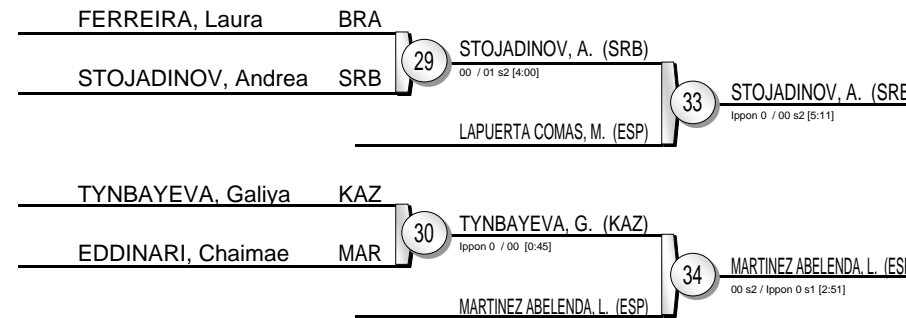 FERREIRA, Laura BRA
STOJADINOV, Andrea SRB
29
STOJADINOV, A. (SRB)
00 / 01 s2 [4:00]
LAPUERTA COMAS, M. (ESP)
33
STOJADINOV, A. (SRB
Ippon 0 / 00 s2 [5:11]
TYNBAYEVA, Galiya KAZ
EDDINARI, Chaimae MAR
30
TYNBAYEVA, G. (KAZ)
Ippon 0 / 00 [0:45]
MARTINEZ ABELENDA, L. (ESP)
34
MARTINEZ ABELENDA, L. (ESP
00 s2 / Ippon 0 s1 [2:51]